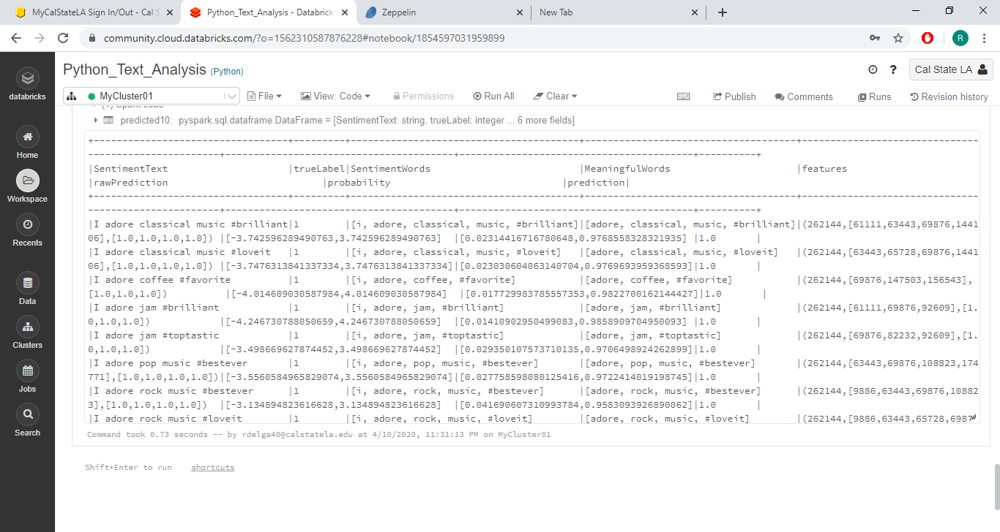 MyCalStateLA Sign In/Out - Cal S
Python_Text_Analysis - Databrick
Zeppelin
New Tab
community.cloud.databricks.com/?o=1562310587876228#notebook/1854597031959899
R
Python_Text_Analysis (Python)
? Cal State LA
MyCluster01 File View: Code Permissions Run All Clear Publish Comments Runs Revision history
databricks
Home
Workspace
Recents
Data
Clusters
Jobs
Search
(1) Spark Jobs
predicted10: pyspark.sql.dataframe.DataFrame = [SentimentText: string, trueLabel: integer ... 6 more fields]
+----------------------------------+---------+----------------------------------------+-------------------------------------+-------------------------------
-----------------------+----------------------------------------+-----------------------------------------+----------+
|SentimentText |trueLabel|SentimentWords |MeaningfulWords |features
|rawPrediction |probability |prediction|
+----------------------------------+---------+----------------------------------------+-------------------------------------+-------------------------------
-----------------------+----------------------------------------+-----------------------------------------+----------+
|I adore classical music #brilliant|1 |[i, adore, classical, music, #brilliant]|[adore, classical, music, #brilliant]|(262144,[61111,63443,69876,1441
06],[1.0,1.0,1.0,1.0]) |[-3.742596289490763,3.742596289490763] |[0.02314416716780648,0.9768558328321935] |1.0 |
|I adore classical music #loveit |1 |[i, adore, classical, music, #loveit] |[adore, classical, music, #loveit] |(262144,[63443,65728,69876,1441
06],[1.0,1.0,1.0,1.0]) |[-3.7476313841337334,3.7476313841337334]|[0.023030604063140704,0.9769693959368593]|1.0 |
|I adore coffee #favorite |1 |[i, adore, coffee, #favorite] |[adore, coffee, #favorite] |(262144,[69876,147503,156543],
[1.0,1.0,1.0]) |[-4.014609030587984,4.014609030587984] |[0.017729983785557353,0.9822700162144427]|1.0 |
|I adore jam #brilliant |1 |[i, adore, jam, #brilliant] |[adore, jam, #brilliant] |(262144,[61111,69876,92609],[1.
0,1.0,1.0]) |[-4.246730788050659,4.246730788050659] |[0.01410902950499083,0.9858909704950093] |1.0 |
|I adore jam #toptastic |1 |[i, adore, jam, #toptastic] |[adore, jam, #toptastic] |(262144,[69876,82232,92609],[1.
0,1.0,1.0]) |[-3.498669627874452,3.498669627874452] |[0.029350107573710135,0.9706498924262899]|1.0 |
|I adore pop music #bestever |1 |[i, adore, pop, music, #bestever] |[adore, pop, music, #bestever] |(262144,[63443,69876,108823,174
771],[1.0,1.0,1.0,1.0])|[-3.5560584965829074,3.5560584965829074]|[0.027758598080125416,0.9722414019198745]|1.0 |
|I adore rock music #bestever |1 |[i, adore, rock, music, #bestever] |[adore, rock, music, #bestever] |(262144,[9886,63443,69876,10882
3],[1.0,1.0,1.0,1.0]) |[-3.134894823616628,3.134894823616628] |[0.041690607310993784,0.9583093926890062]|1.0 |
|I adore rock music #loveit |1 |[i, adore, rock, music, #loveit] |[adore, rock, music, #loveit] |(262144,[9886,63443,65728,6987
Command took 0.73 seconds -- by rdelga40@calstatela.edu at 4/10/2020, 11:31:13 PM on MyCluster01
Shift+Enter to run shortcuts